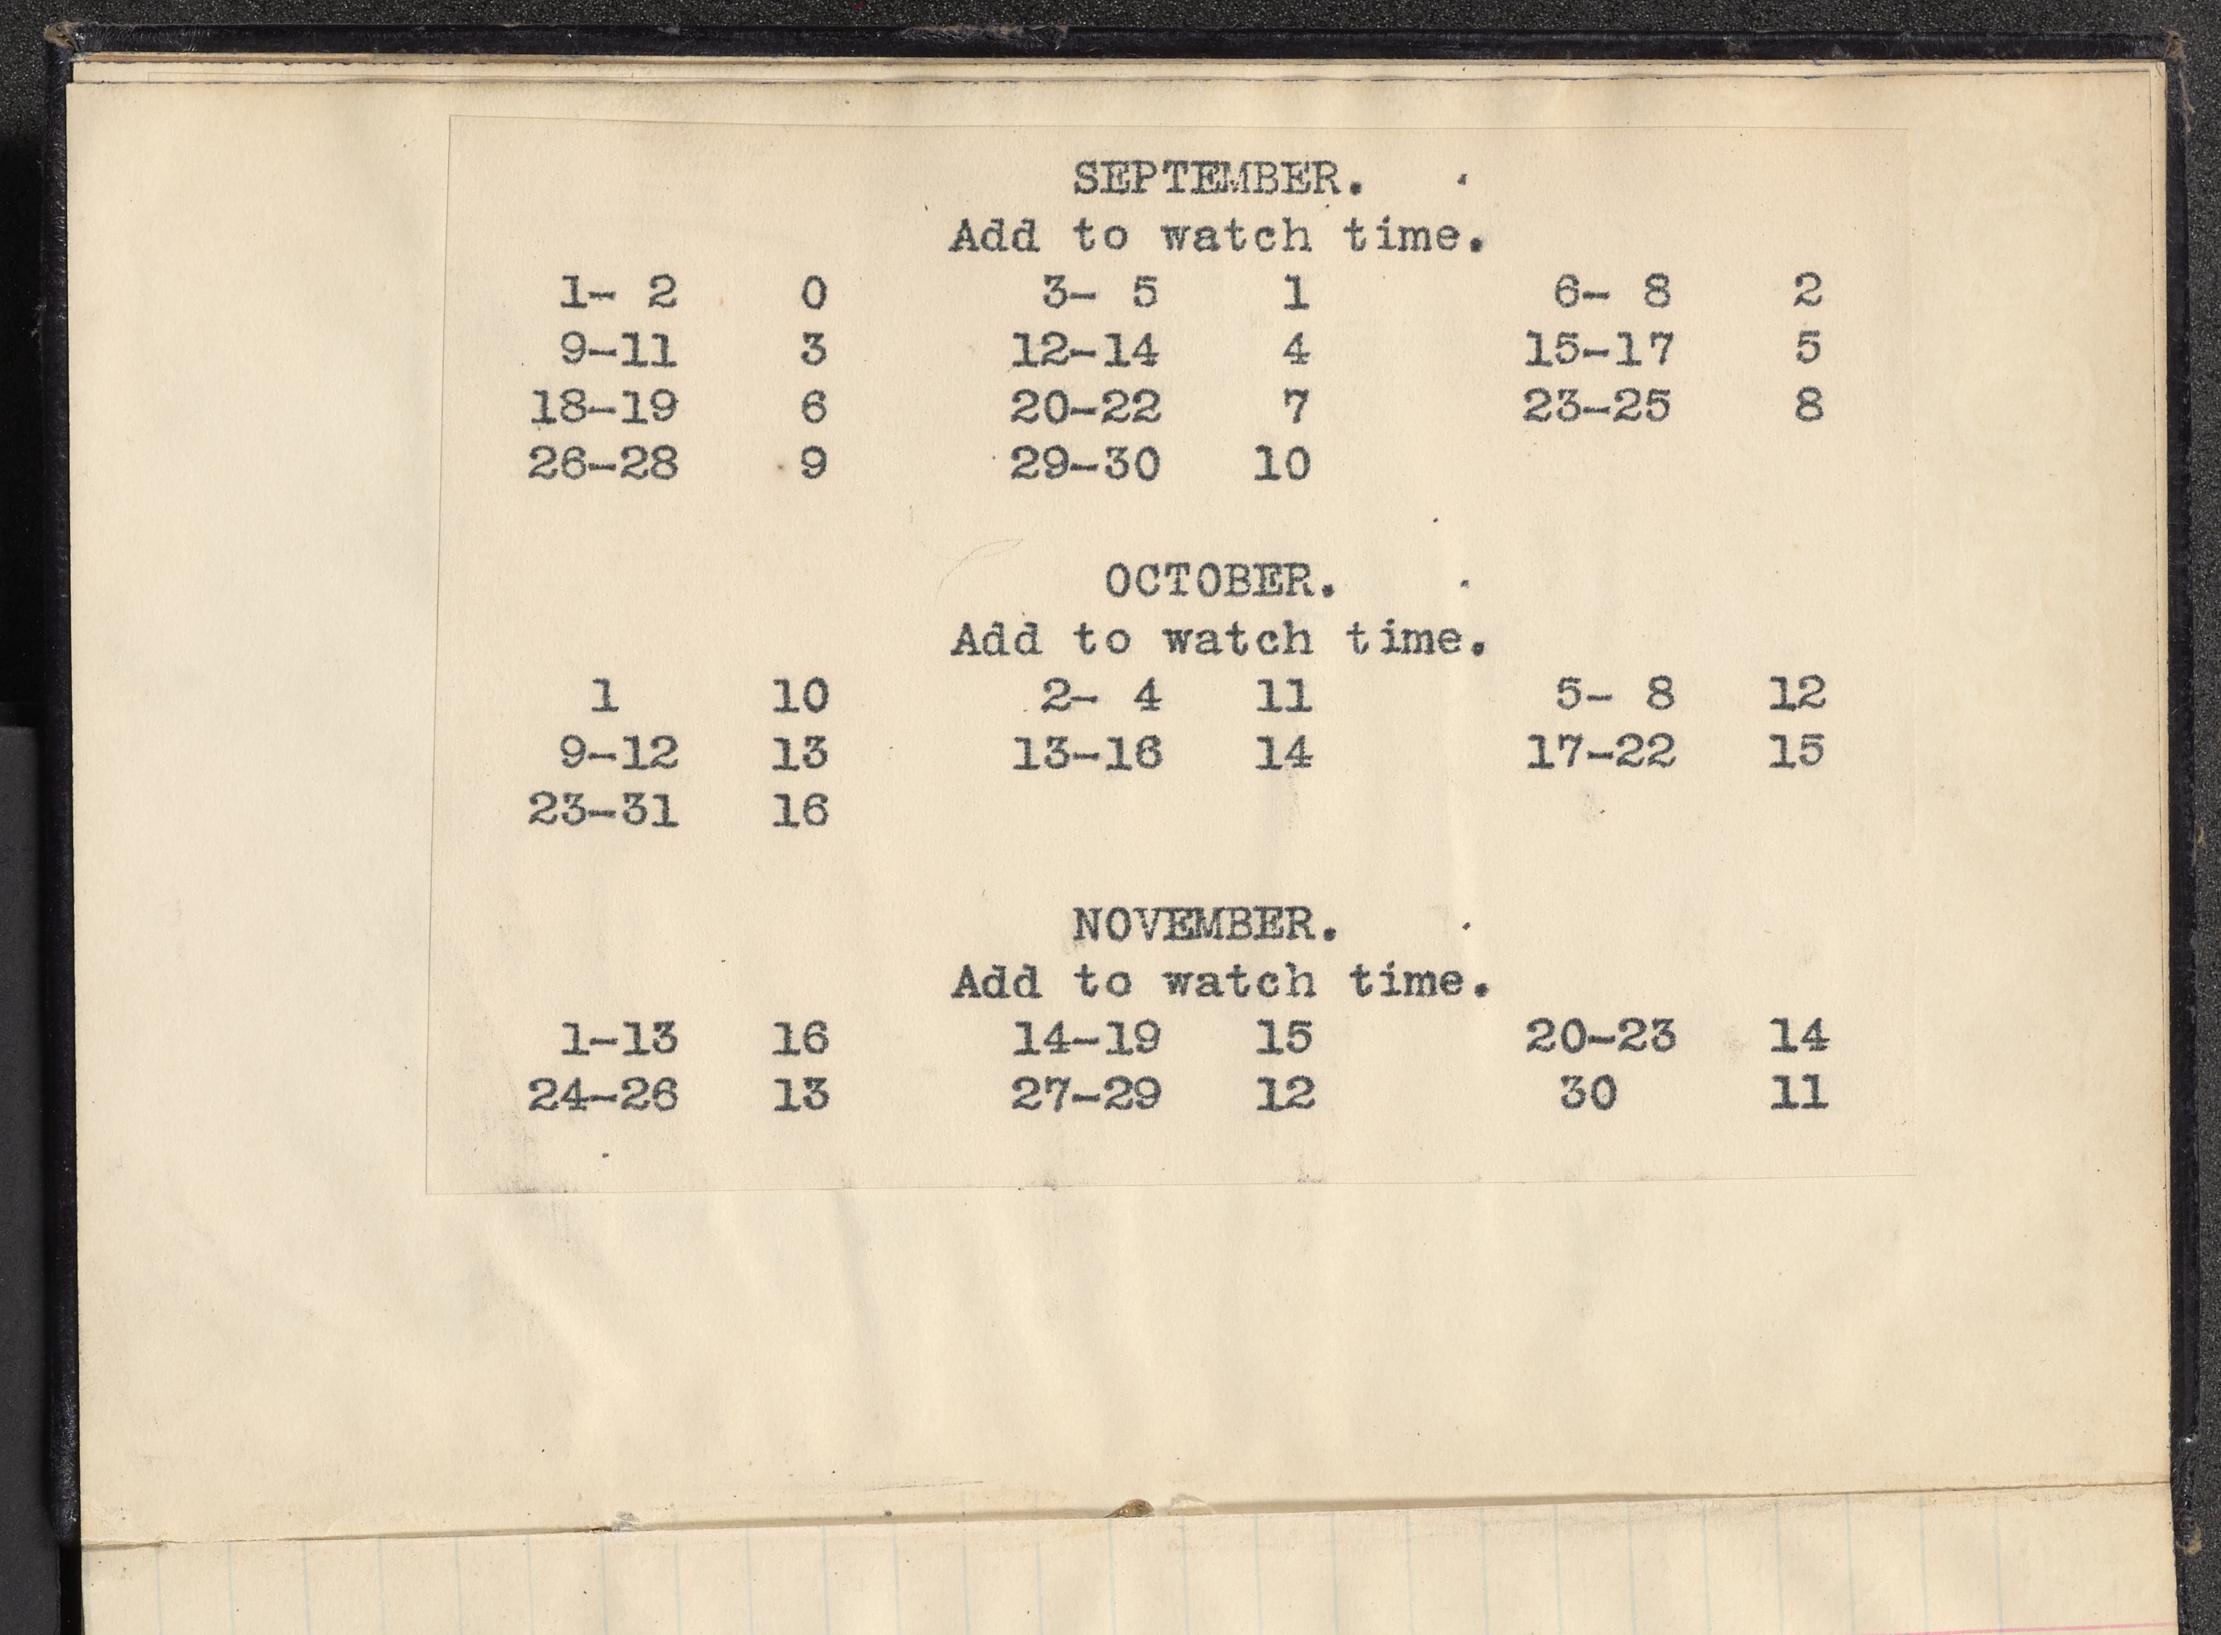 SEPTEMBER.
Add to watch time.
1- 2 0 3- 5 1 6- 8 2
9-11 3 12-14 4 15-17 5
18-19 6 20-22 7 23-25 8
26-28 9 29-30 10
OCTOBER.
Add to watch time.
1 10 2- 4 11 5- 8 12
9-12 13 13-16 14 17-22 15
23-31 16
NOVEMBER.
Add to watch time.
1-13 16 14-19 15 20-23 14
24-26 13 27-29 12 30 11